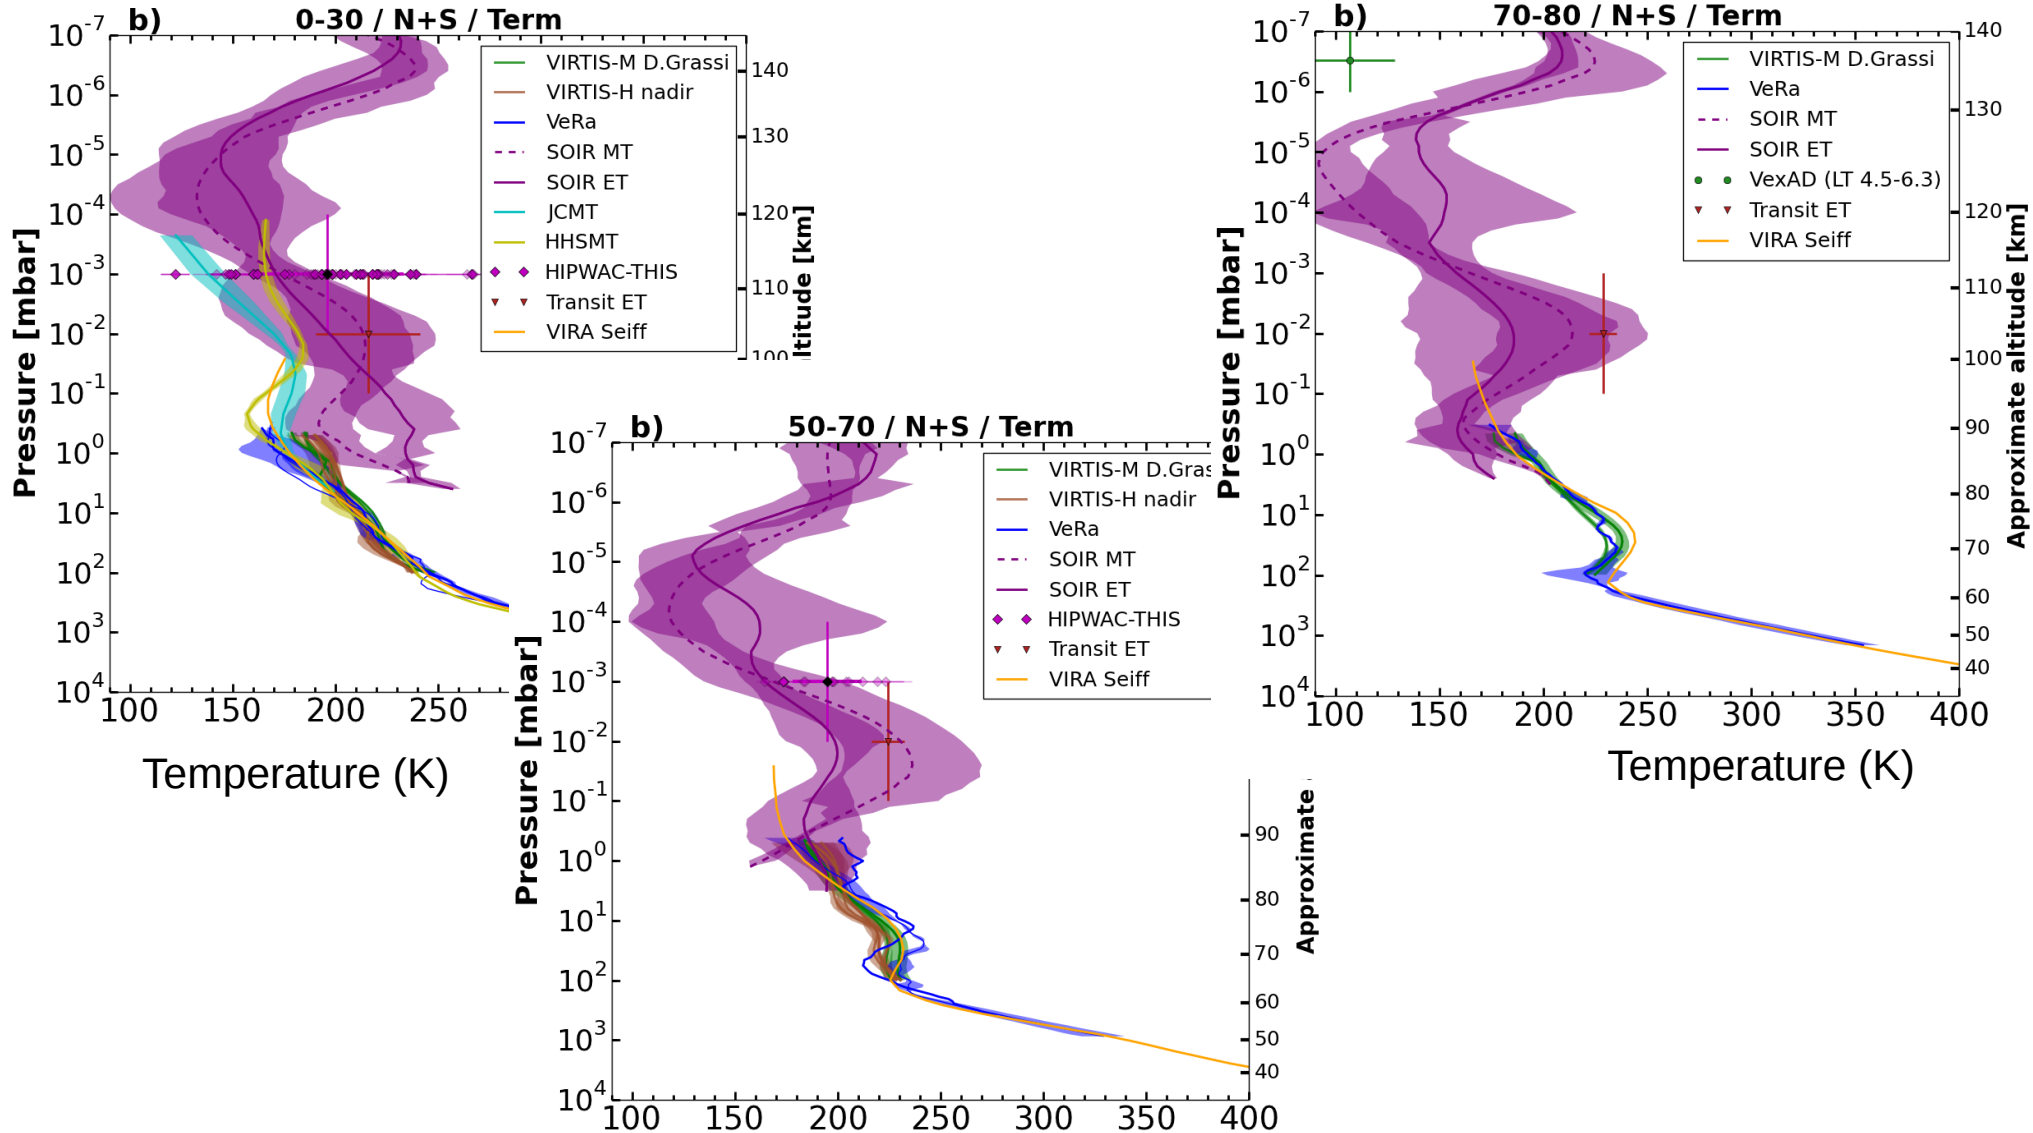 b) 0-30 / N+S / Term
10^-7
10^-6
10^-5
10^-4
10^-3
10^-2
10^-1
10^0
10^1
10^2
10^3
10^4
Pressure [mbar]
VIRTIS-M D.Grassi
VIRTIS-H nadir
VeRa
SOIR MT
SOIR ET
JCMT
HHSMT
HIPWAC-THIS
Transit ET
VIRA Seiff
140
130
120
110
100
ltitude [km]
100 150 200 250
Temperature (K)
b) 50-70 / N+S / Term
10^-7
10^-6
10^-5
10^-4
10^-3
10^-2
10^-1
10^0
10^1
10^2
10^3
10^4
Pressure [mbar]
VIRTIS-M D.Gras
VIRTIS-H nadir
VeRa
SOIR MT
SOIR ET
HIPWAC-THIS
Transit ET
VIRA Seiff
90
80
70
60
50
40
Approximate
100 150 200 250 300 350 400
b) 70-80 / N+S / Term
10^-7
10^-6
10^-5
10^-4
10^-3
10^-2
10^-1
10^0
10^1
10^2
10^3
10^4
Pressure [mbar]
VIRTIS-M D.Grassi
VeRa
SOIR MT
SOIR ET
VexAD (LT 4.5-6.3)
Transit ET
VIRA Seiff
140
130
120
110
100
90
80
70
60
50
40
Approximate altitude [km]
100 150 200 250 300 350 400
Temperature (K)